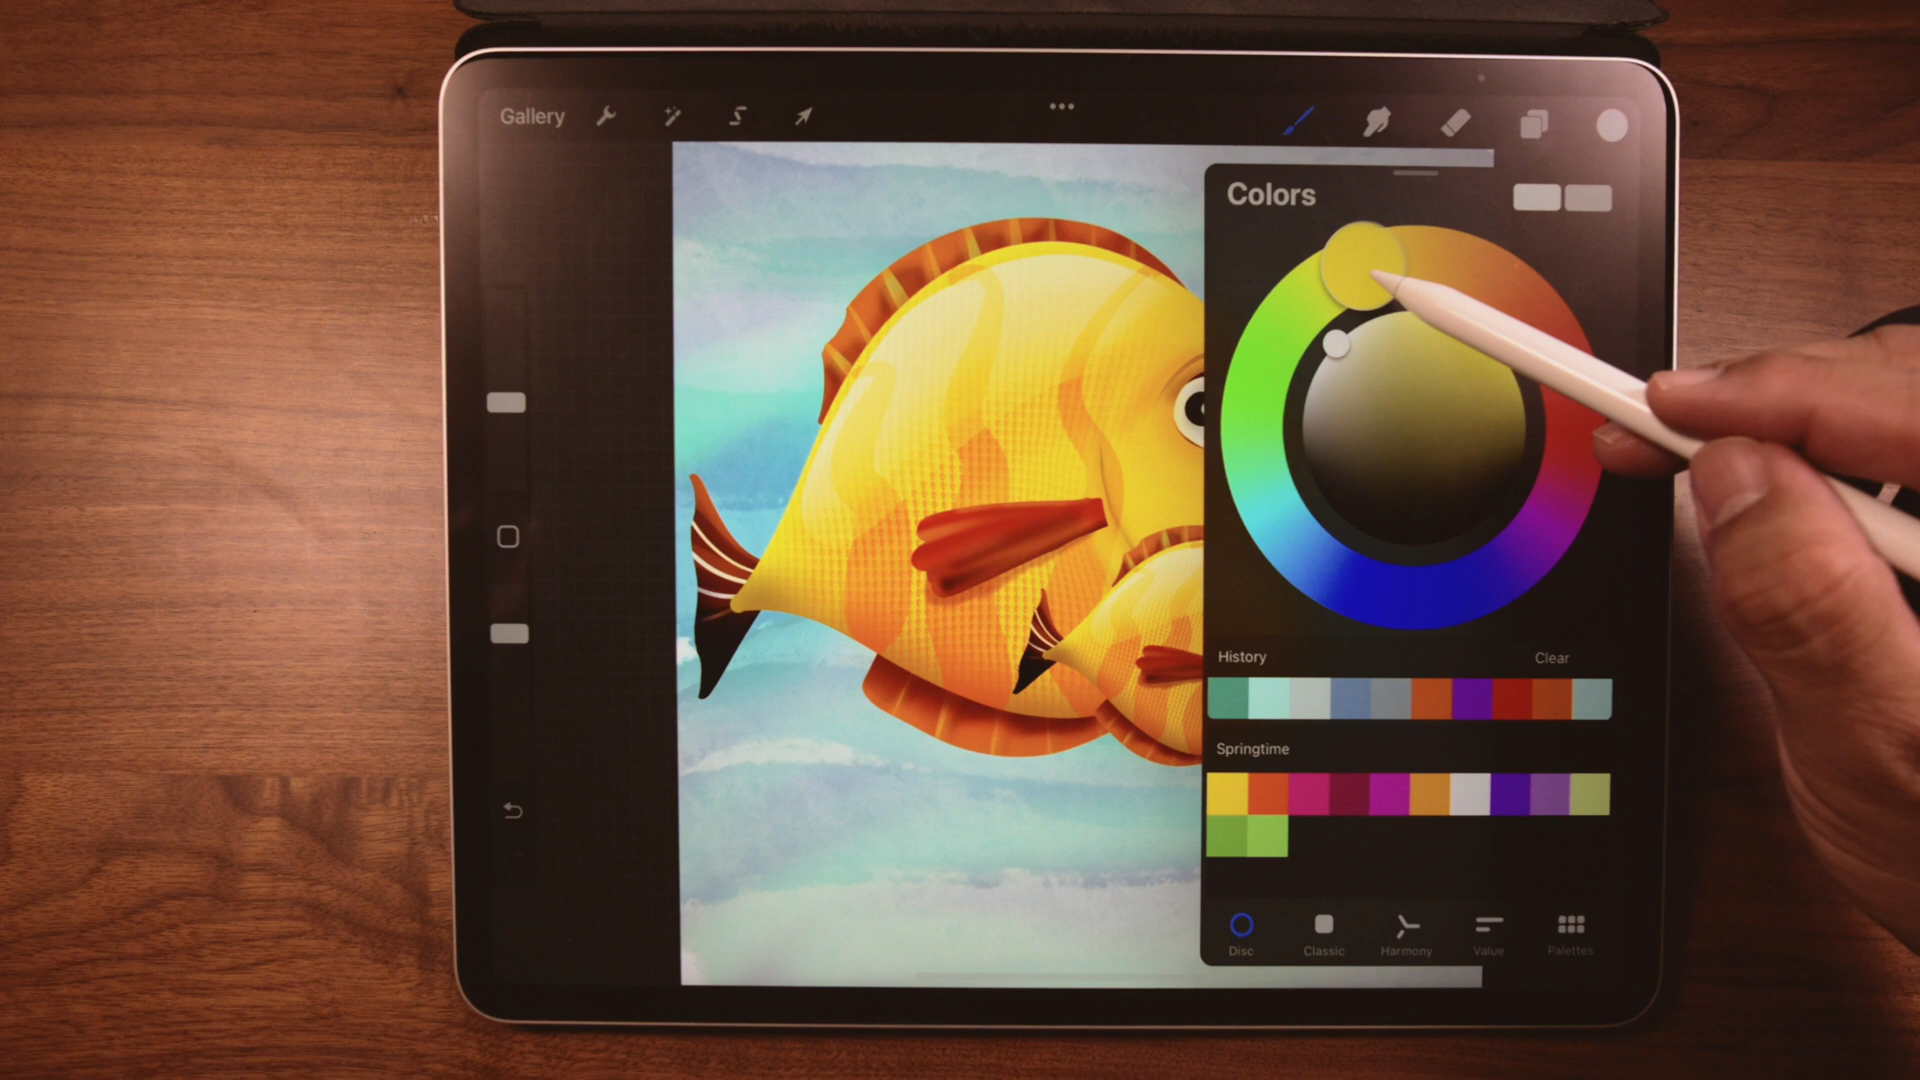 Gallery
Colors
History Clear
Springtime
Disc Classic Harmony Value Palettes